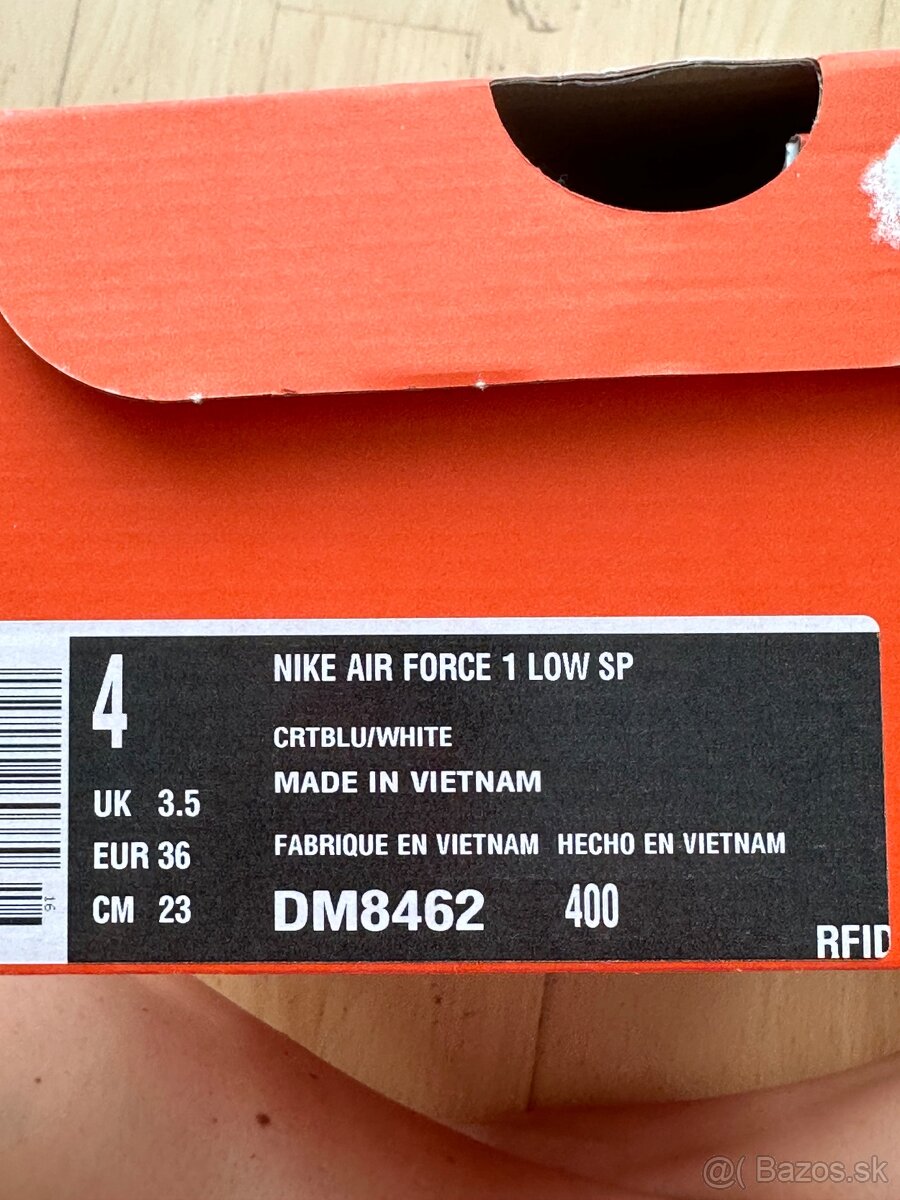 4
NIKE AIR FORCE 1 LOW SP
CRTBLU/WHITE
MADE IN VIETNAM
UK 3.5
EUR 36
FABRIQUE EN VIETNAM HECHO EN VIETNAM
CM 23
DM8462 400
RFID
16
@( Bazos.sk